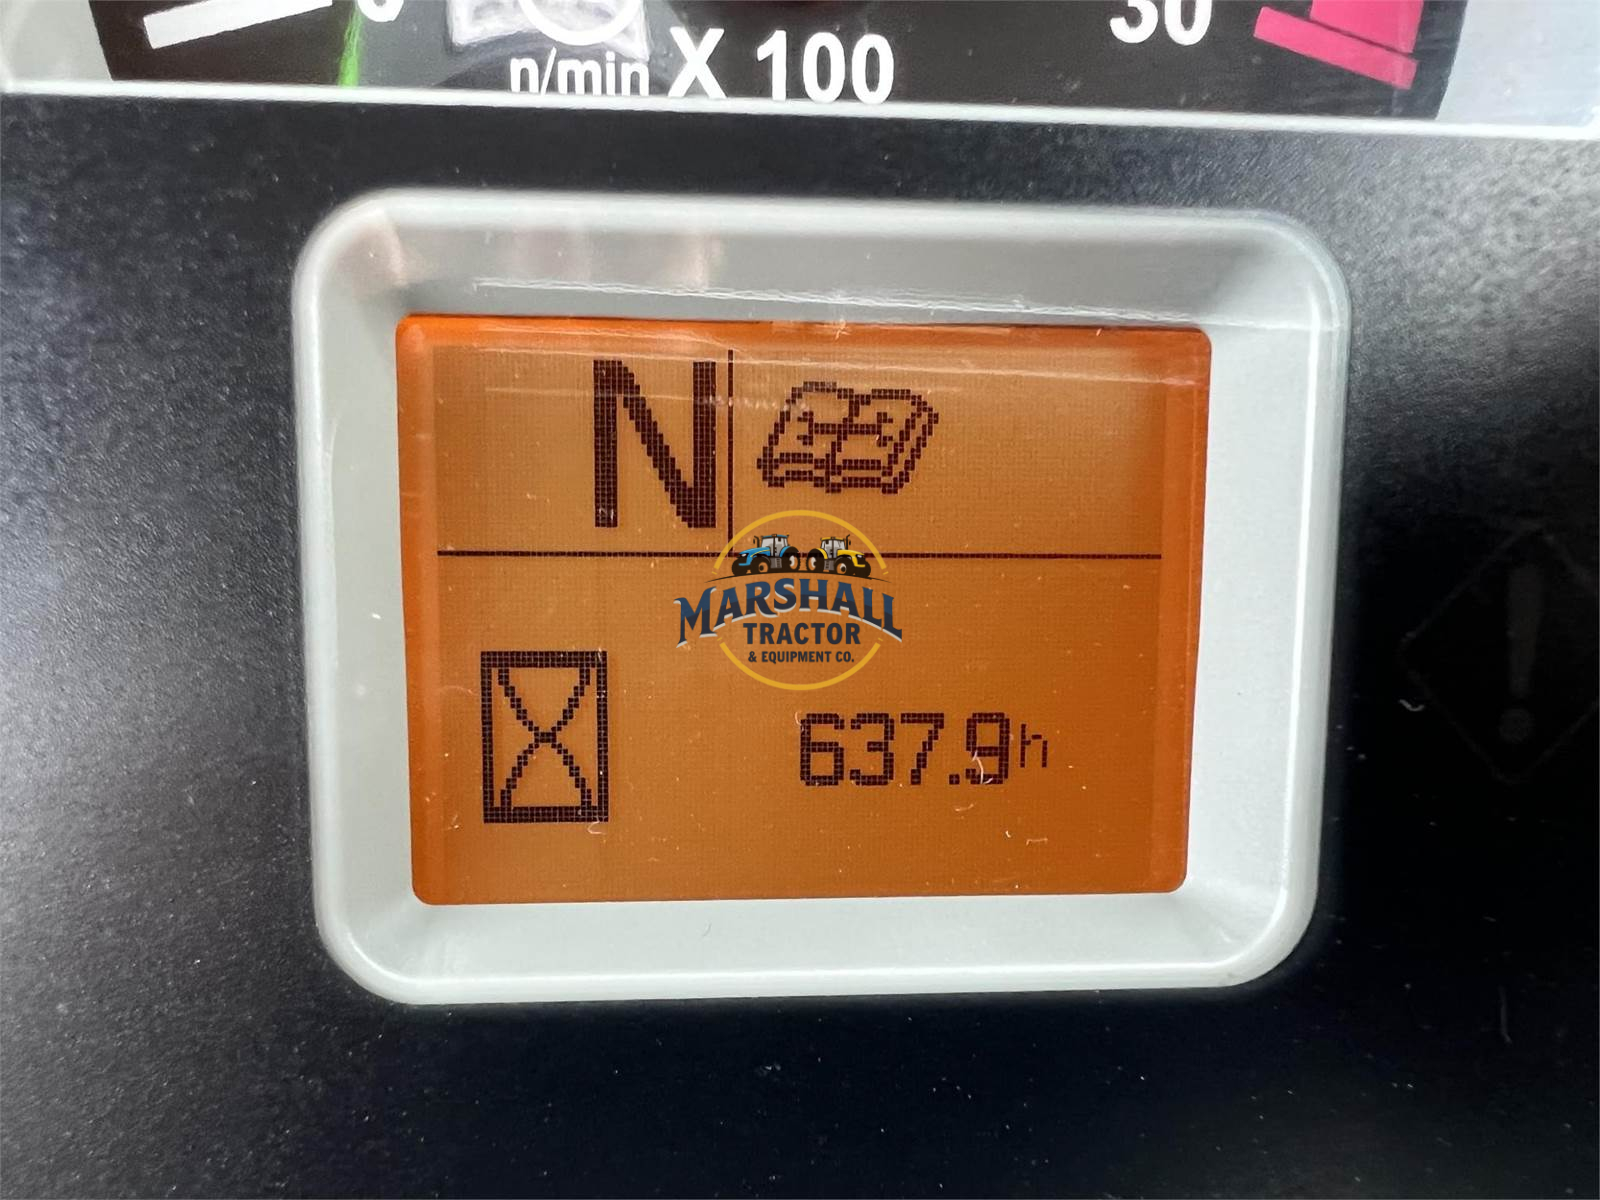 30
n/min X 100
N
MARSHALL
TRACTOR
& EQUIPMENT CO.
637.9h